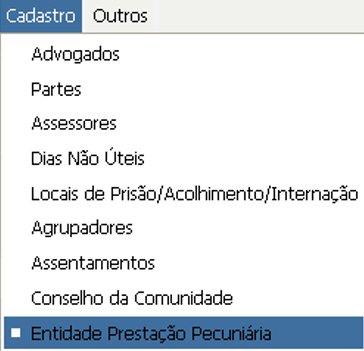 Cadastro Outros
Advogados
Partes
Assessores
Dias Não Úteis
Locais de Prisão/Acolhimento/Internação
Agrupadores
Assentamentos
Conselho da Comunidade
Entidade Prestação Pecuniária